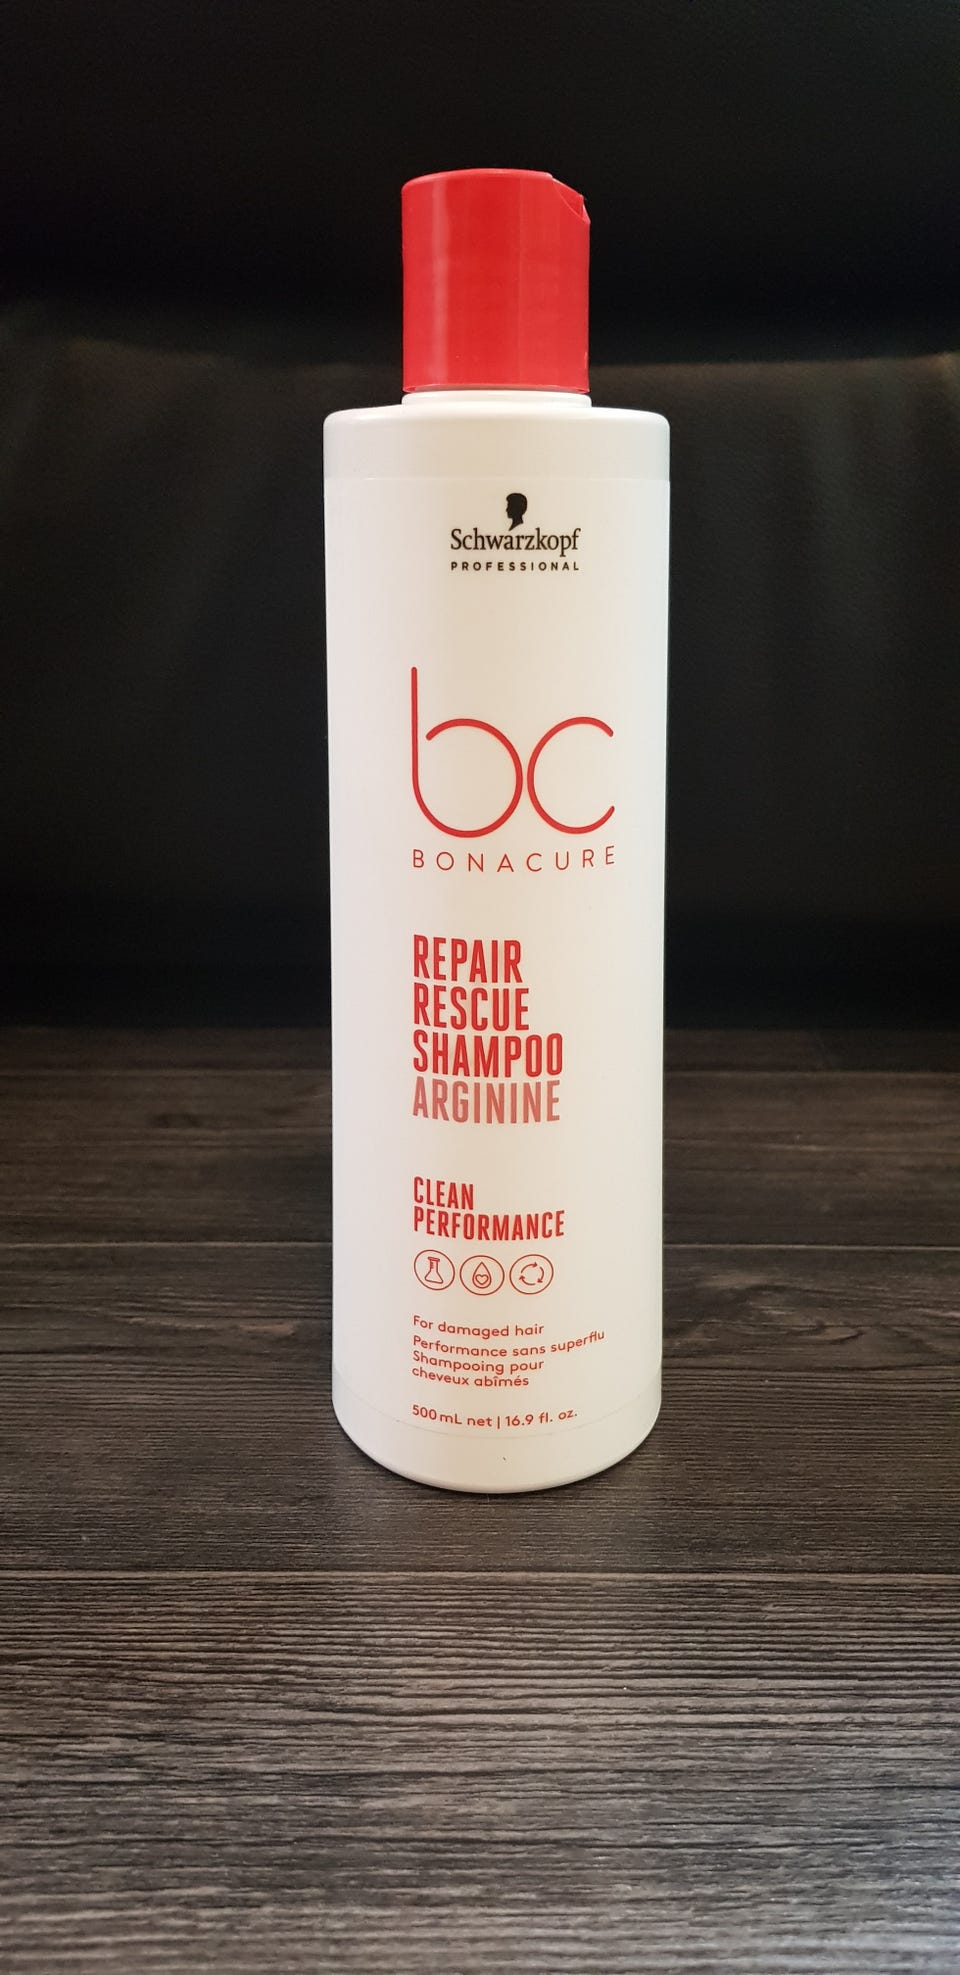 Schwarzkopf
PROFESSIONAL
bc
BONACURE
REPAIR
RESCUE
SHAMPOO
ARGININE
CLEAN
PERFORMANCE
For damaged hair
Performance sans superflu
Shampooing pour
cheveux abîmés
500 mL net | 16.9 fl. oz.